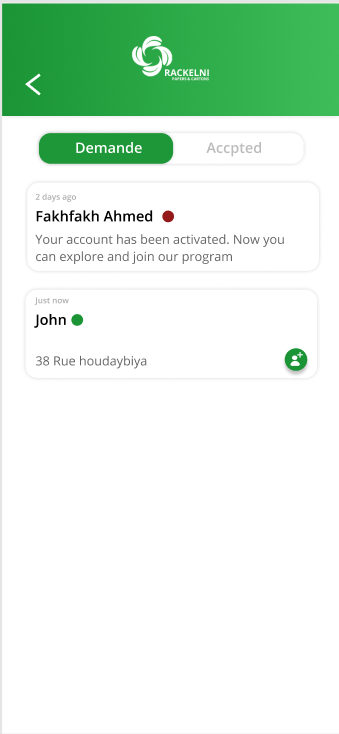 RACKELNI
PAPERS & CARTONS
Demande
Accpted
2 days ago
Fakhfakh Ahmed
Your account has been activated. Now you
can explore and join our program
Just now
John
38 Rue houdaybiya